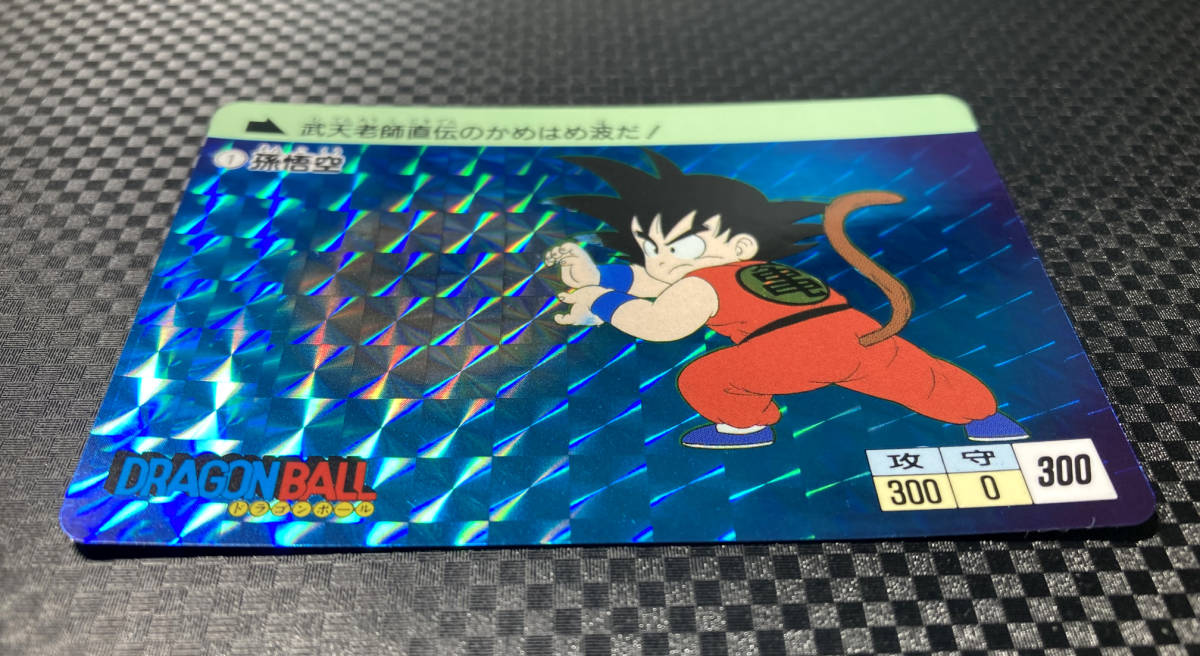 武天老師直伝のかめはめ波だ!
① 孫悟空
DRAGON BALL
ドラゴンボール
攻 守
300 0 300